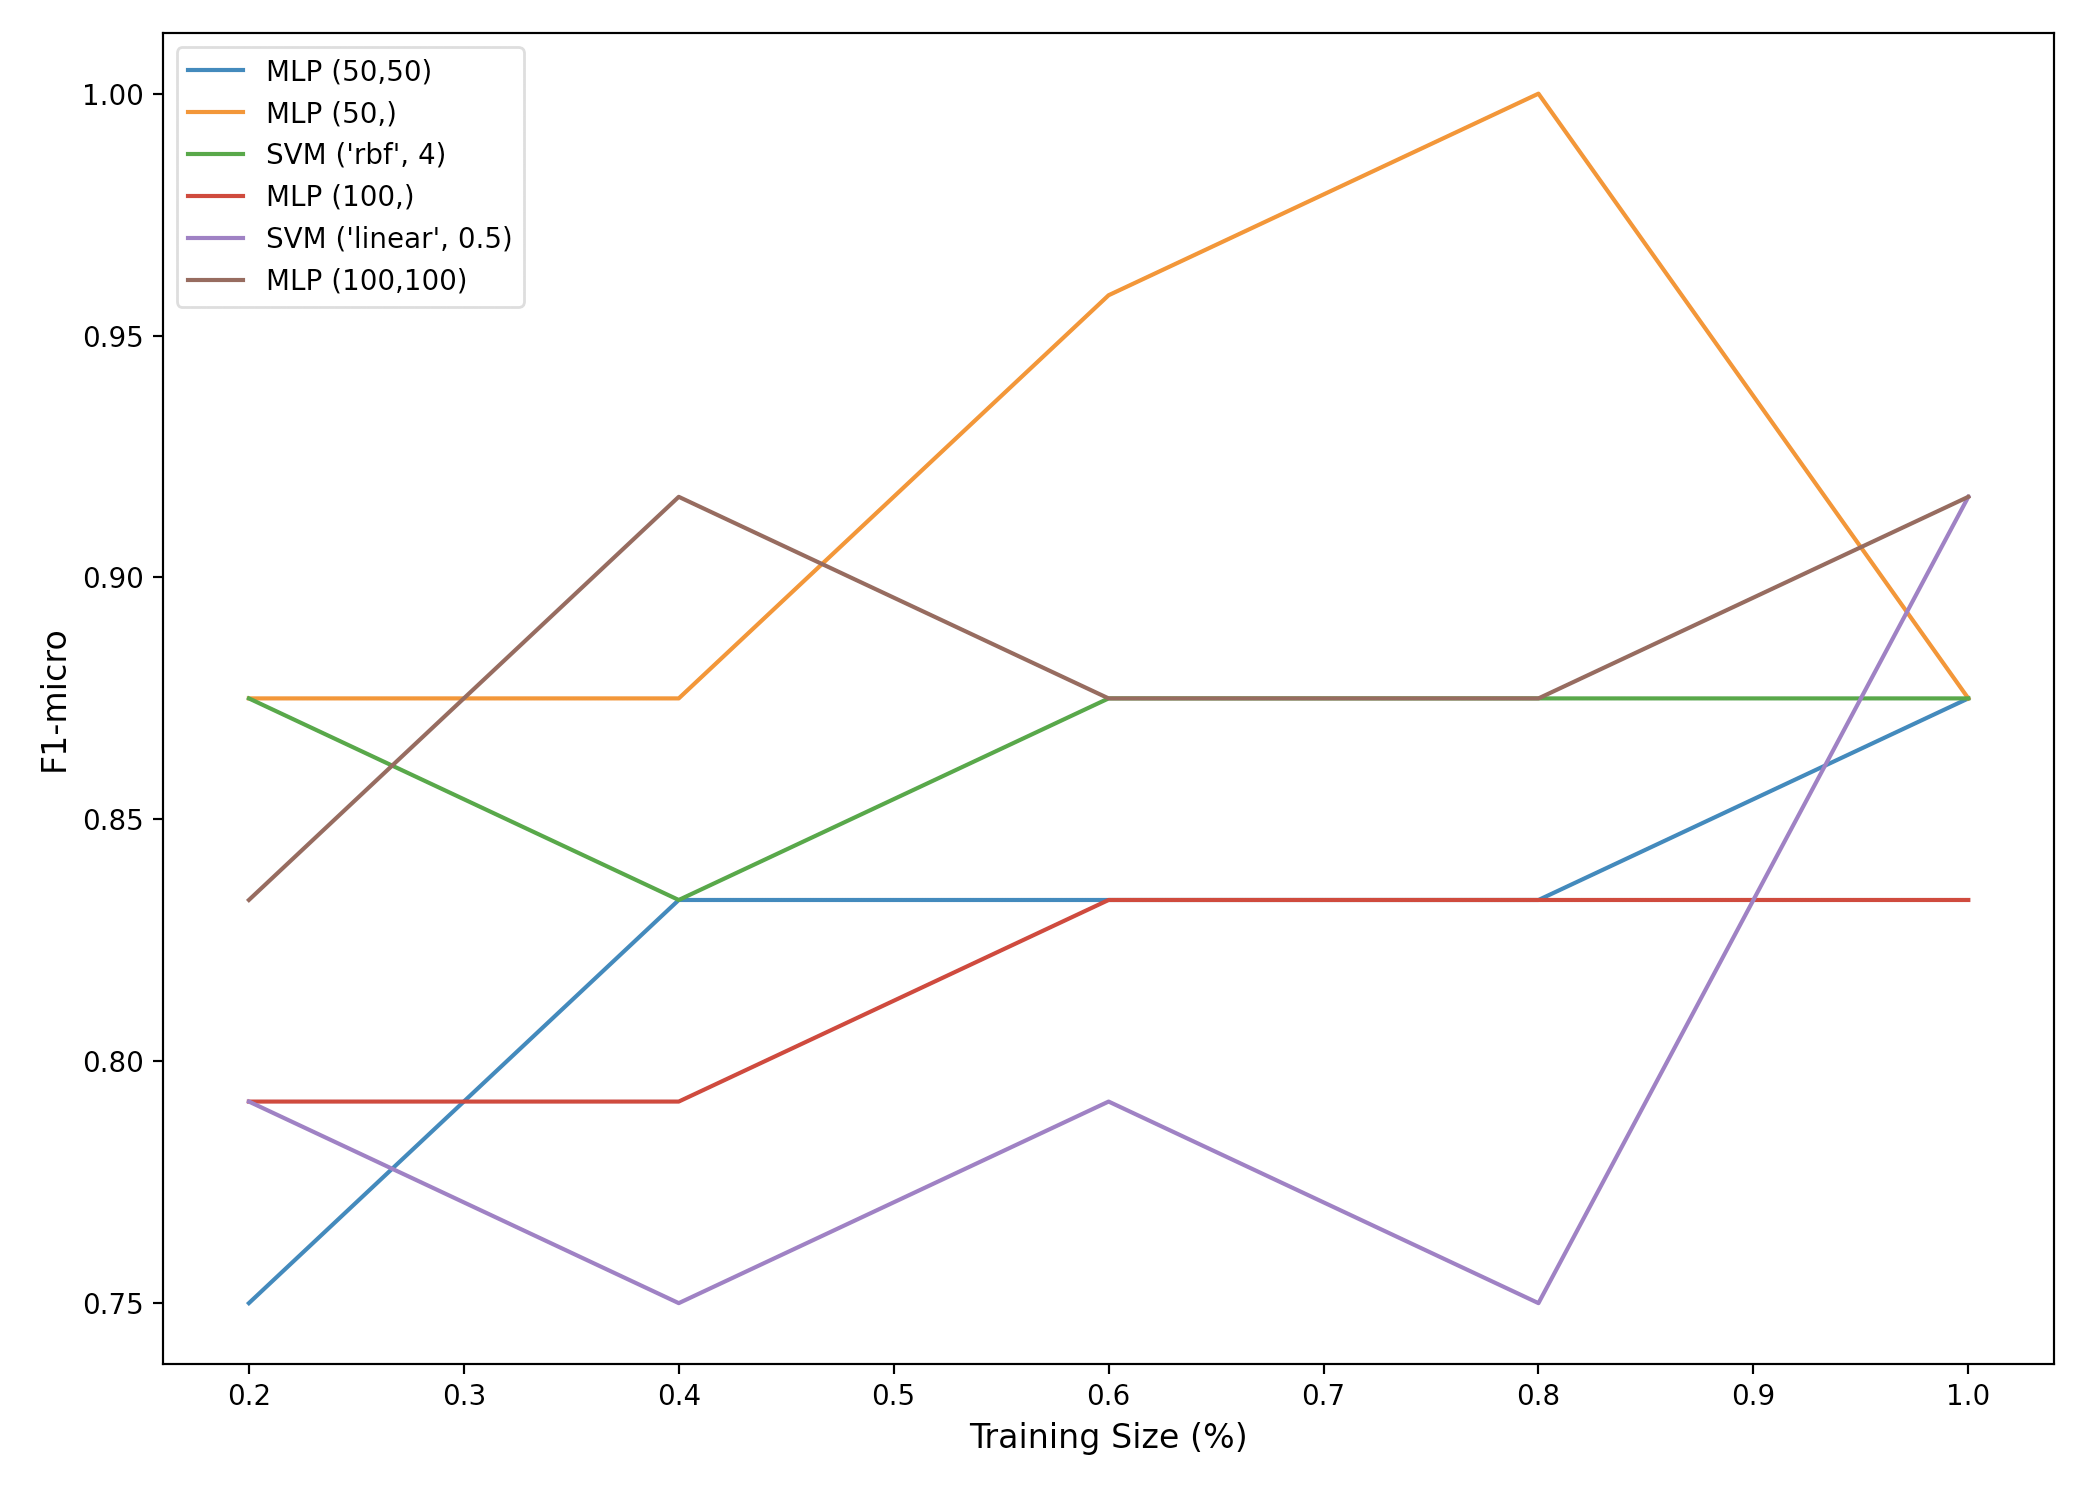 MLP (50,50)
MLP (50,)
SVM ('rbf', 4)
MLP (100,)
SVM ('linear', 0.5)
MLP (100,100)
1.00
0.95
0.90
0.85
0.80
0.75
F1-micro
0.2 0.3 0.4 0.5 0.6 0.7 0.8 0.9 1.0
Training Size (%)